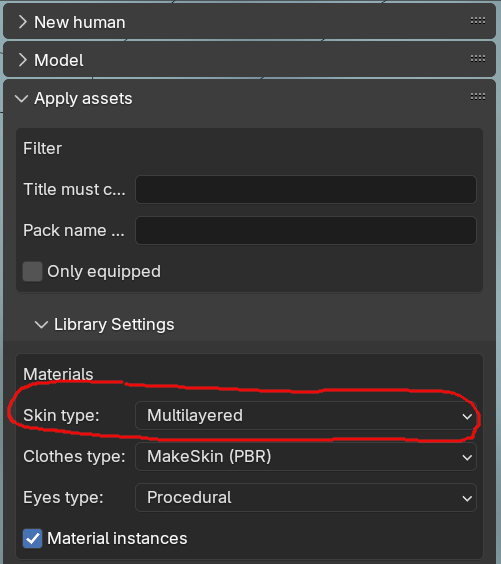 New human
Model
Apply assets
Filter
Title must c...
Pack name ...
Only equipped
Library Settings
Materials
Skin type: Multilayered
Clothes type: MakeSkin (PBR)
Eyes type: Procedural
Material instances